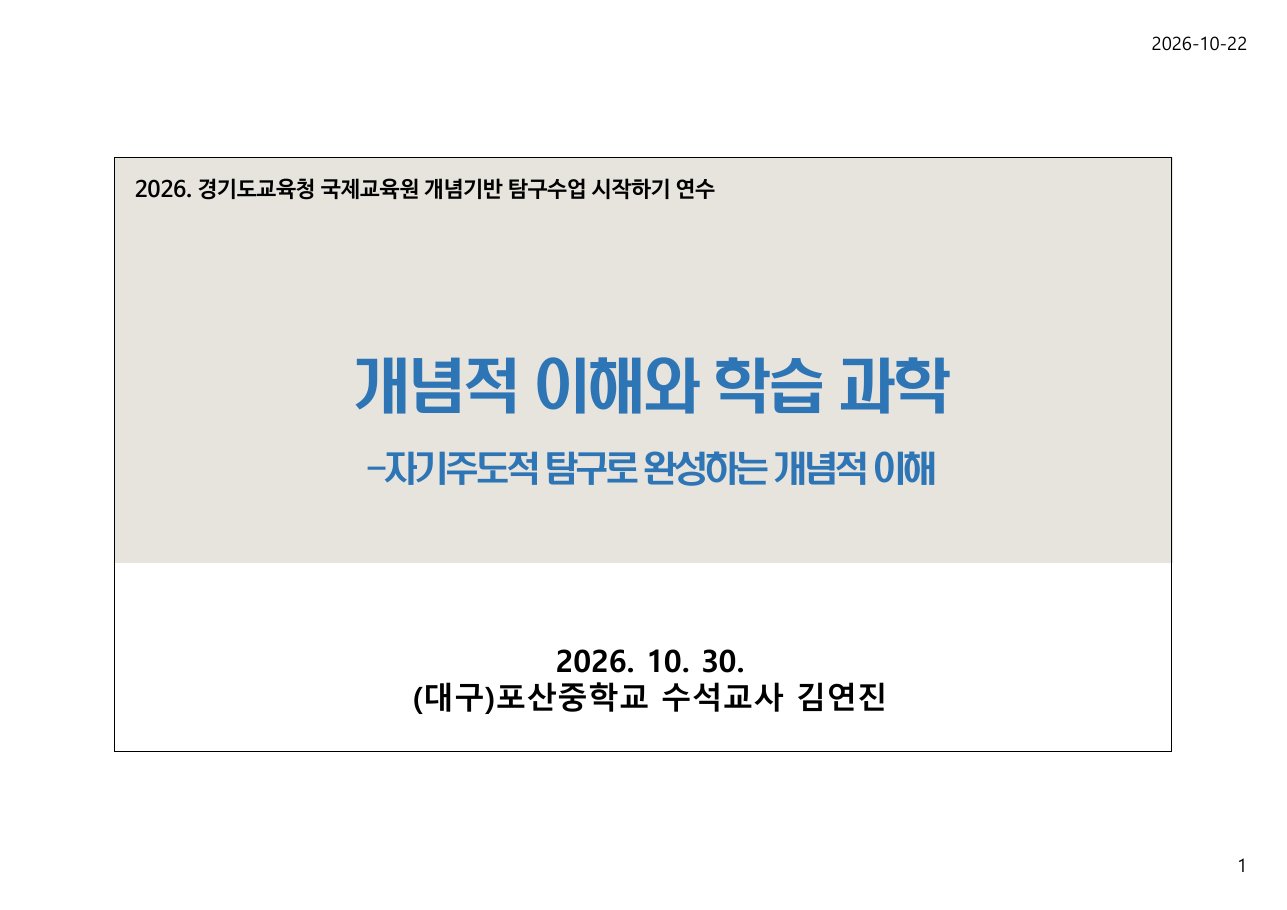 2026-10-22
2026. 경기도교육청 국제교육원 개념기반 탐구수업 시작하기 연수
개념적 이해와 학습 과학
-자기주도적 탐구로 완성하는 개념적 이해
2026. 10. 30.
(대구)포산중학교 수석교사 김연진
1